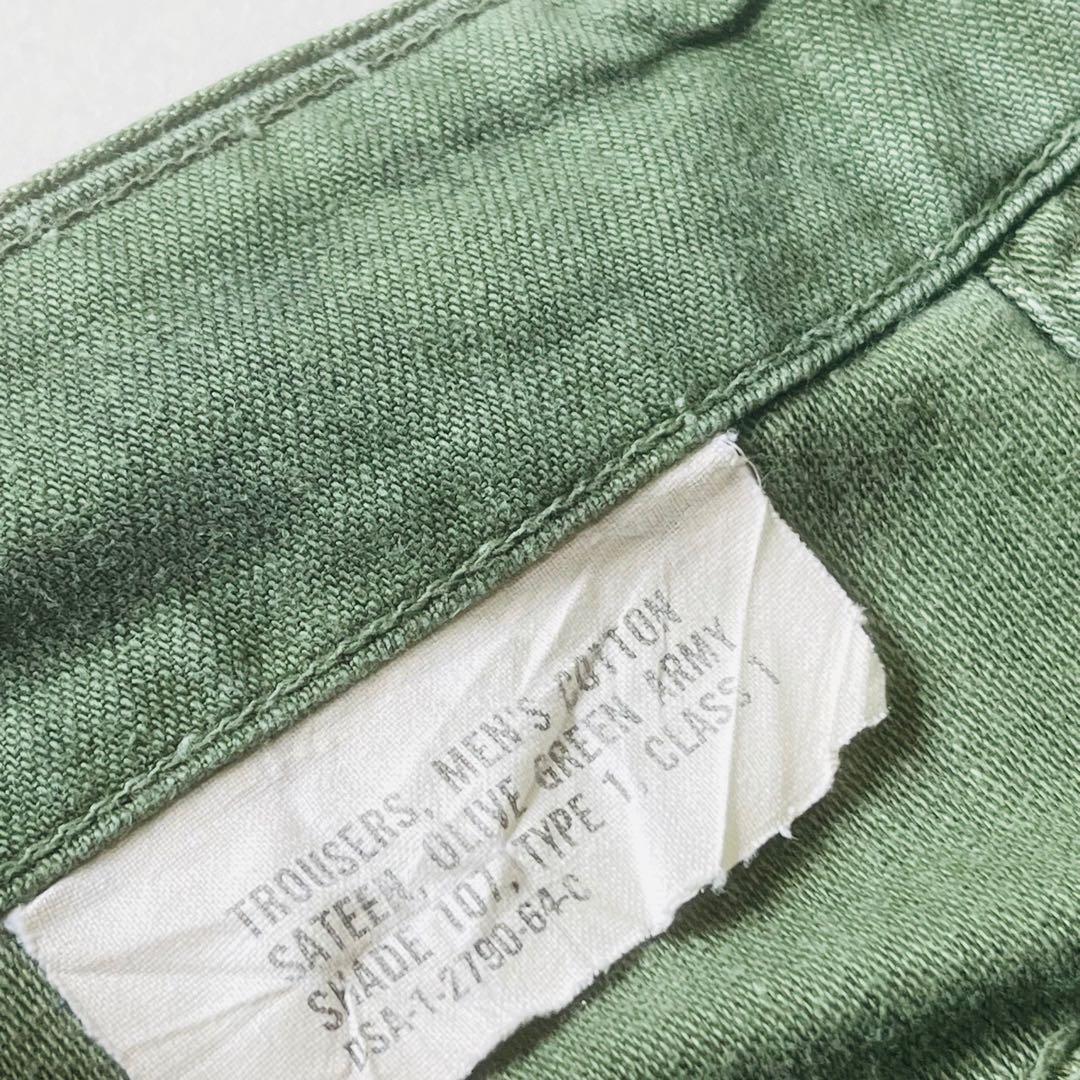 TROUSERS, MEN'S COTTON
SATEEN, OLIVE GREEN ARMY
SHADE 107, TYPE 1, CLASS 1
DSA-1-2790-64-C